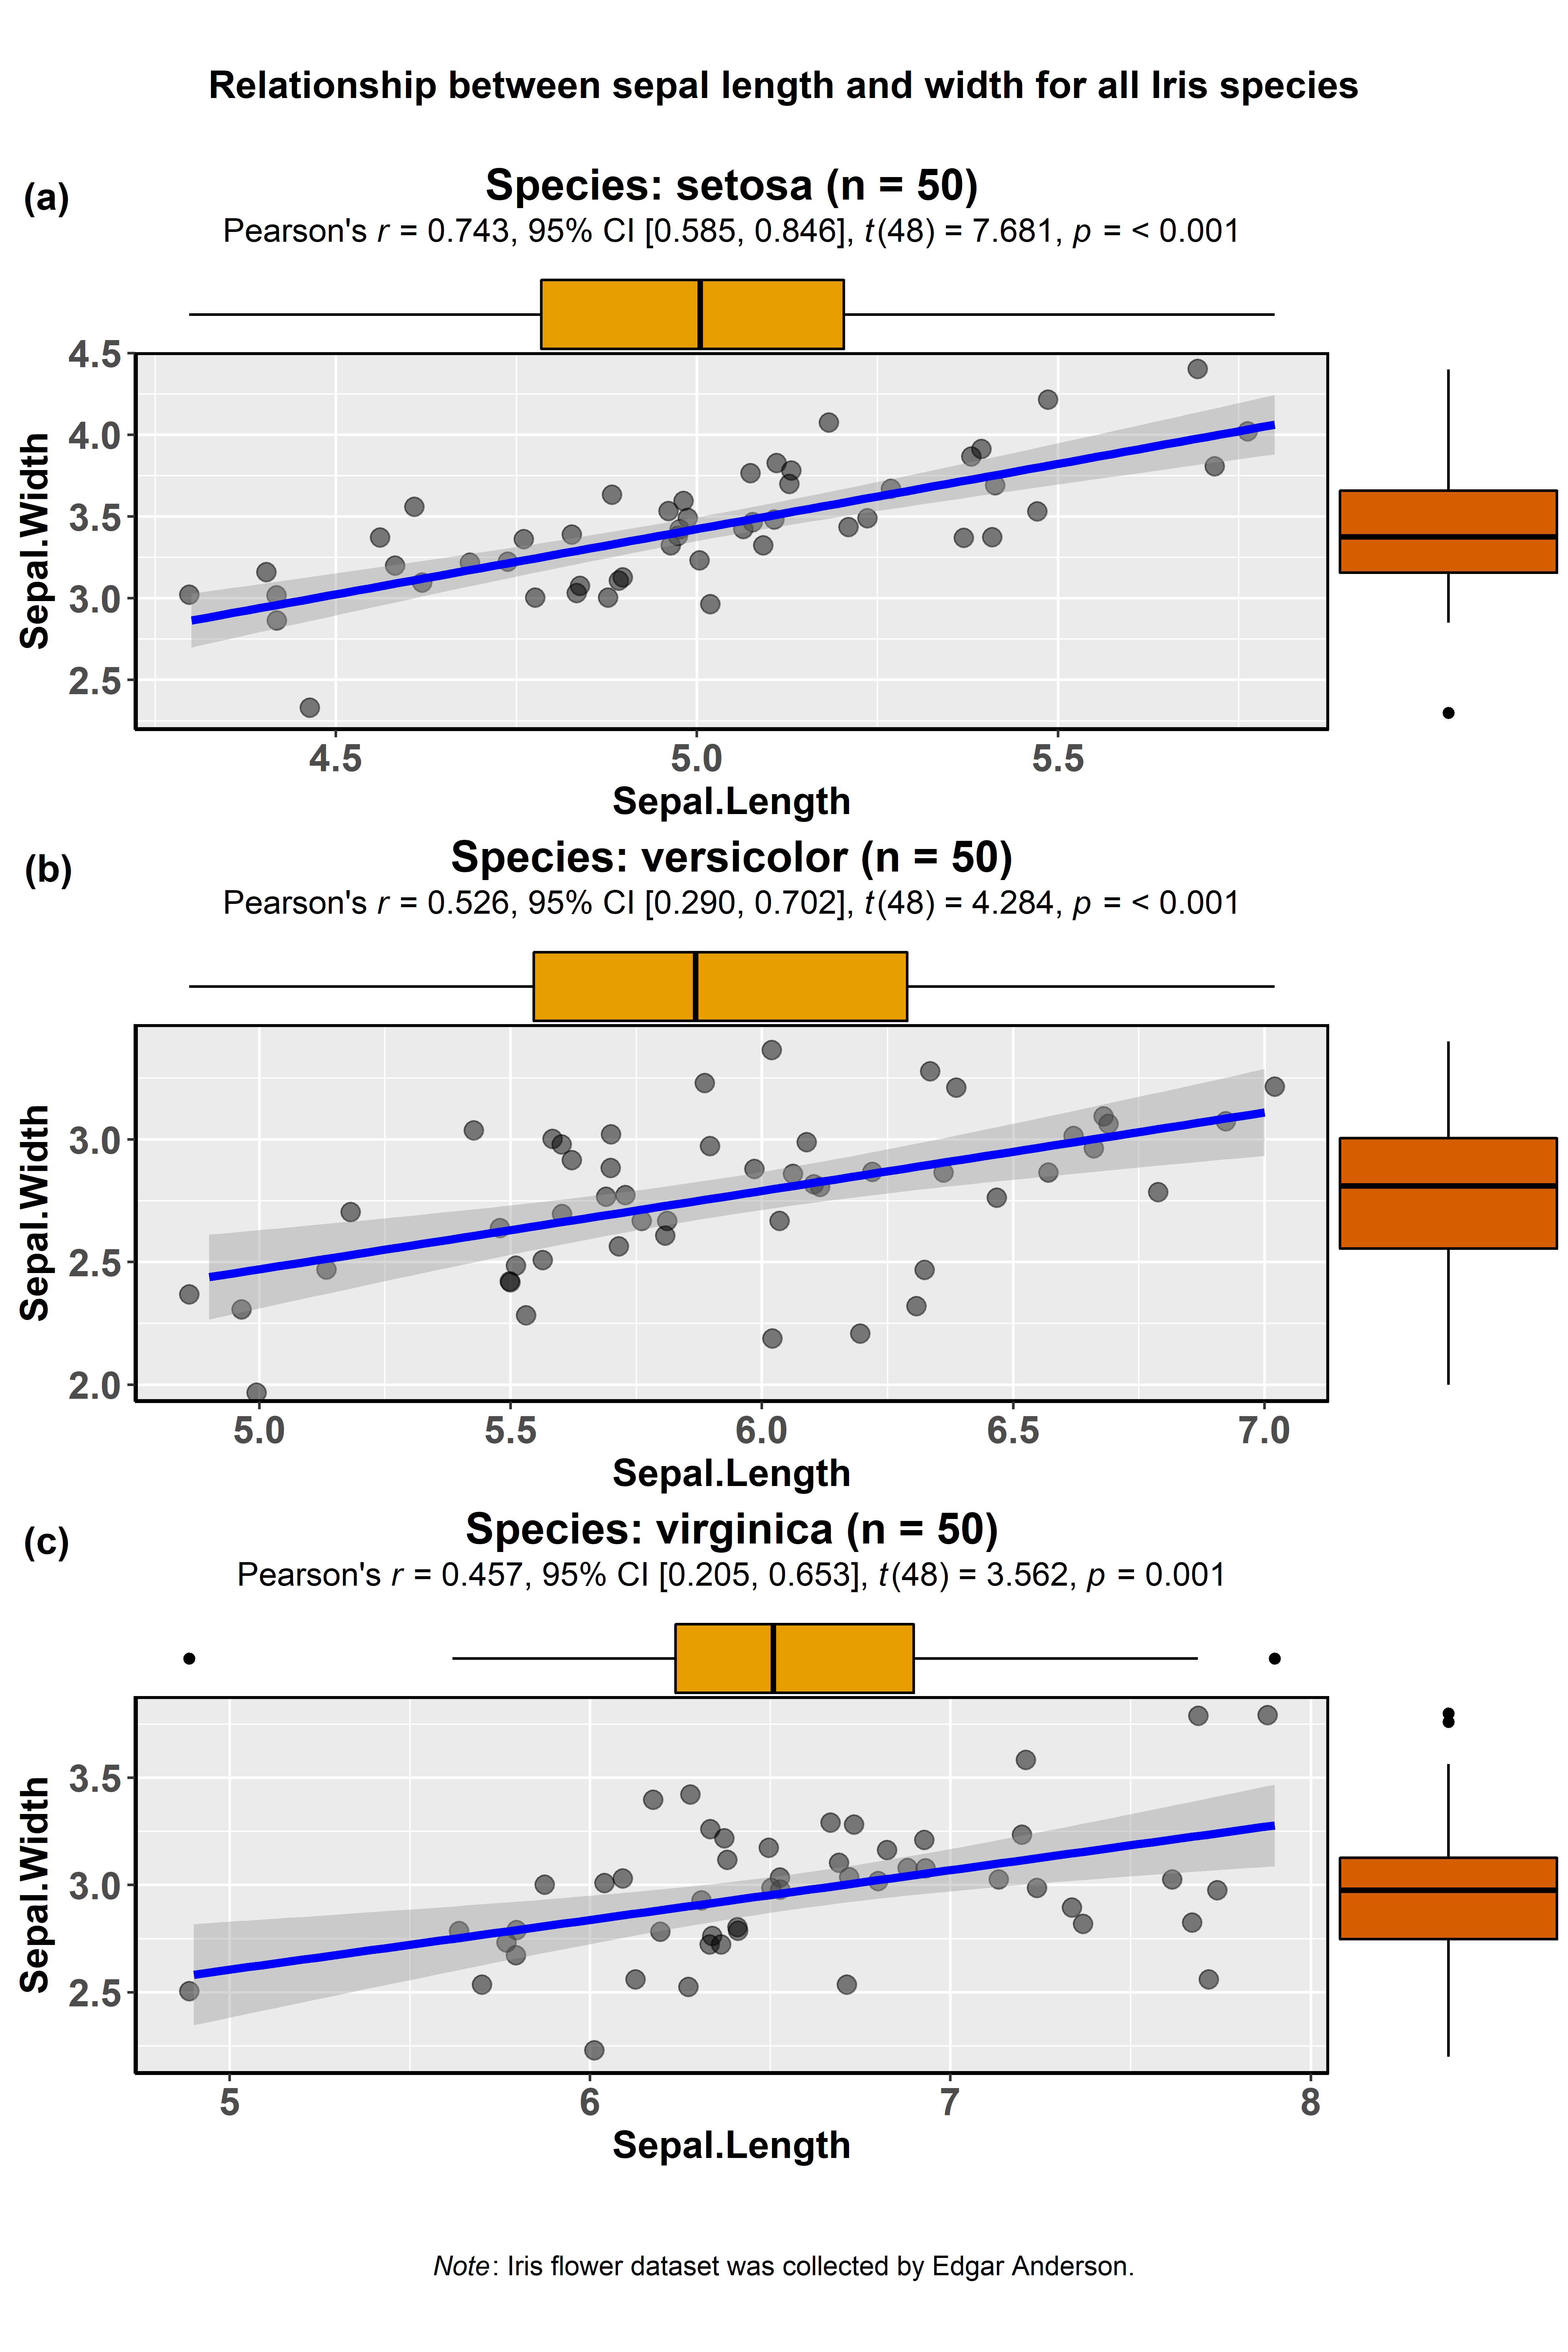 Relationship between sepal length and width for all Iris species
(a)
Species: setosa (n = 50)
Pearson's r = 0.743, 95% CI [0.585, 0.846], t(48) = 7.681, p = < 0.001
4.5
4.0
3.5
3.0
2.5
Sepal.Width
4.5 5.0 5.5
Sepal.Length
(b)
Species: versicolor (n = 50)
Pearson's r = 0.526, 95% CI [0.290, 0.702], t(48) = 4.284, p = < 0.001
3.0
2.5
2.0
Sepal.Width
5.0 5.5 6.0 6.5 7.0
Sepal.Length
(c)
Species: virginica (n = 50)
Pearson's r = 0.457, 95% CI [0.205, 0.653], t(48) = 3.562, p = 0.001
3.5
3.0
2.5
Sepal.Width
5 6 7 8
Sepal.Length
Note: Iris flower dataset was collected by Edgar Anderson.